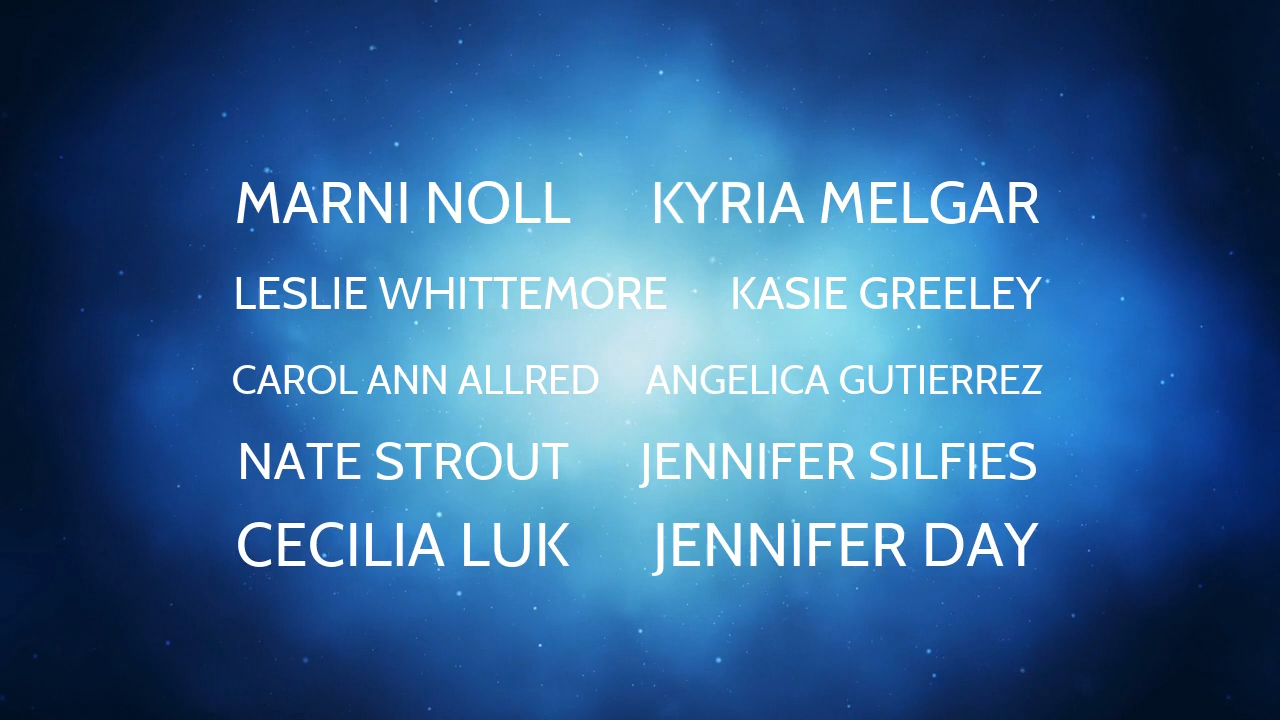 MARNI NOLL KYRIA MELGAR
LESLIE WHITTEMORE KASIE GREELEY
CAROL ANN ALLRED ANGELICA GUTIERREZ
NATE STROUT JENNIFER SILFIES
CECILIA LUK JENNIFER DAY